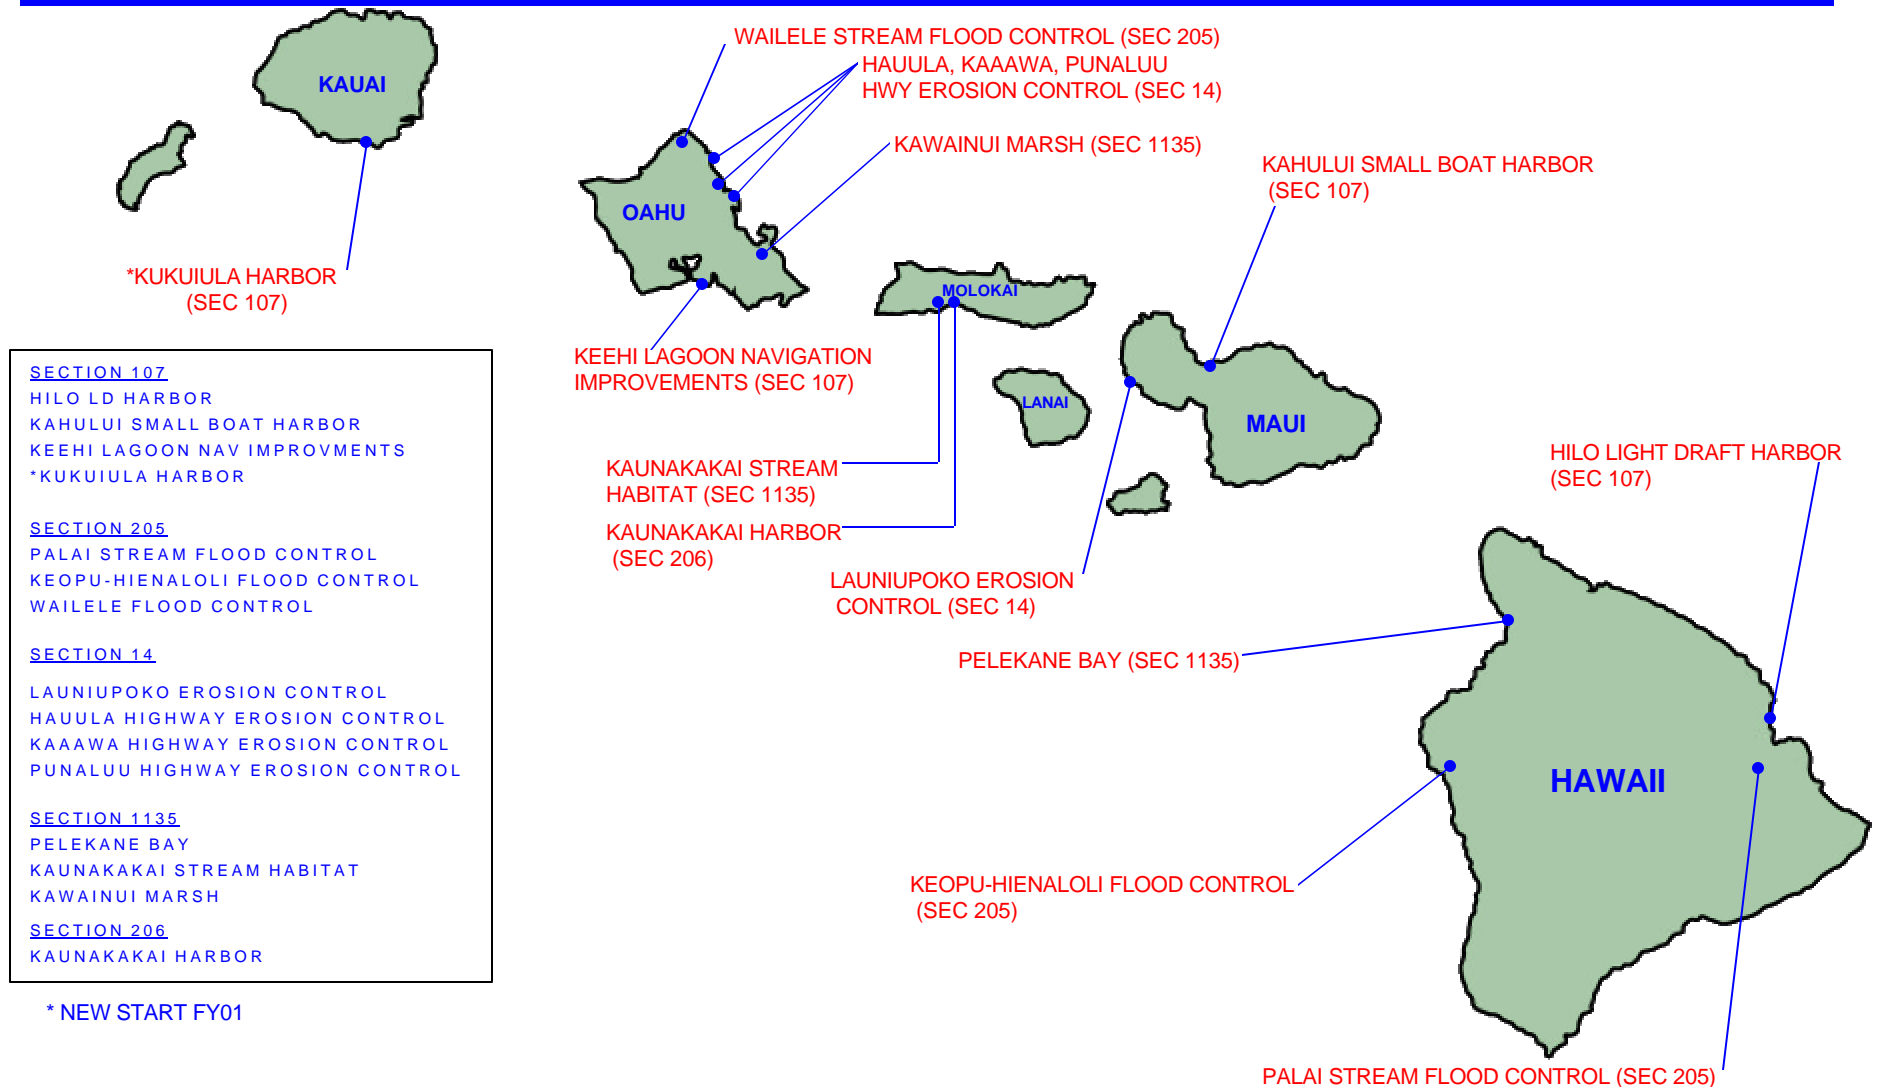 WAILELE STREAM FLOOD CONTROL (SEC 205)
HAUULA, KAAAWA, PUNALUU
HWY EROSION CONTROL (SEC 14)
KAUAI
KAWAINUI MARSH (SEC 1135)
KAHULUI SMALL BOAT HARBOR
(SEC 107)
OAHU
*KUKUIULA HARBOR
(SEC 107)
MOLOKAI
KEEHI LAGOON NAVIGATION
IMPROVEMENTS (SEC 107)
LANAI
MAUI
KAUNAKAKAI STREAM
HABITAT (SEC 1135)
KAUNAKAKAI HARBOR
(SEC 206)
HILO LIGHT DRAFT HARBOR
(SEC 107)
LAUNIUPOKO EROSION
CONTROL (SEC 14)
PELEKANE BAY (SEC 1135)
HAWAII
KEOPU-HIENALOLI FLOOD CONTROL
(SEC 205)
PALAI STREAM FLOOD CONTROL (SEC 205)
SECTION 107
HILO LD HARBOR
KAHULUI SMALL BOAT HARBOR
KEEHI LAGOON NAV IMPROVMENTS
*KUKUIULA HARBOR
SECTION 205
PALAI STREAM FLOOD CONTROL
KEOPU-HIENALOLI FLOOD CONTROL
WAILELE FLOOD CONTROL
SECTION 14
LAUNIUPOKO EROSION CONTROL
HAUULA HIGHWAY EROSION CONTROL
KAAAWA HIGHWAY EROSION CONTROL
PUNALUU HIGHWAY EROSION CONTROL
SECTION 1135
PELEKANE BAY
KAUNAKAKAI STREAM HABITAT
KAWAINUI MARSH
SECTION 206
KAUNAKAKAI HARBOR
* NEW START FY01